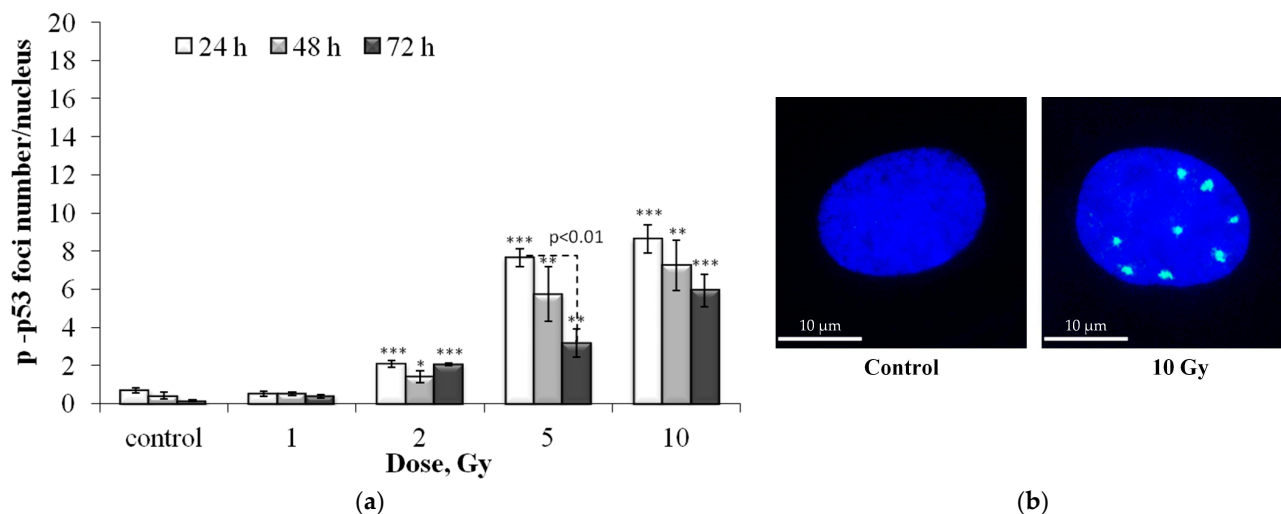 p -p53 foci number/nucleus
20
18
16
14
12
10
8
6
4
2
0
24 h 48 h 72 h
***
*
***
***
**
**
p<0.01
***
**
***
control 1 2 5 10
Dose, Gy
(a)
10 µm
Control
10 µm
10 Gy
(b)